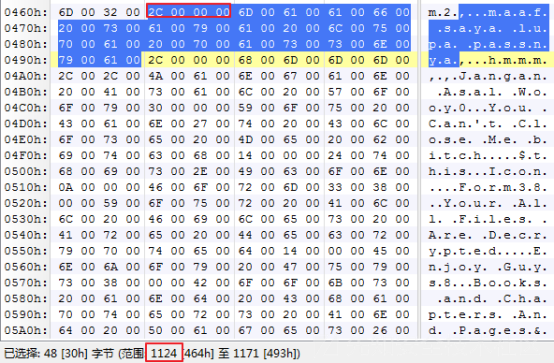 0460h: 6D 00 32 00 2C 00 00 00 6D 00 61 00 61 00 66 00 m.2.,...m.a.a.f.
0470h: 20 00 73 00 61 00 79 00 61 00 20 00 6C 00 75 00 .s.a.y.a. .l.u.
0480h: 70 00 61 00 20 00 70 00 61 00 73 00 73 00 6E 00 p.a. .p.a.s.s.n.
0490h: 79 00 61 00 2C 00 00 00 68 00 6D 00 6D 00 6D 00 y.a.,...h.m.m.m.
04A0h: 2C 00 2C 00 4A 00 61 00 6E 00 67 00 61 00 6E 00 ,.,.J.a.n.g.a.n.
04B0h: 20 00 41 00 73 00 61 00 6C 00 20 00 57 00 6F 00 .A.s.a.l. .W.o.
04C0h: 6F 00 79 00 30 00 00 00 59 00 6F 00 75 00 20 00 o.y.0...Y.o.u. .
04D0h: 43 00 61 00 6E 00 27 00 74 00 20 00 43 00 6C 00 C.a.n.'.t. .C.l.
04E0h: 6F 00 73 00 65 00 20 00 4D 00 65 00 20 00 62 00 o.s.e. .M.e. .b.
04F0h: 69 00 74 00 63 00 68 00 14 00 00 00 24 00 74 00 i.t.c.h.....$.t.
0500h: 68 00 69 00 73 00 2E 00 49 00 63 00 6F 00 6E 00 h.i.s...I.c.o.n.
0510h: 0A 00 00 00 46 00 6F 00 72 00 6D 00 33 00 38 00 ....F.o.r.m.3.8.
0520h: 00 00 59 00 6F 00 75 00 72 00 20 00 41 00 6C 00 ..Y.o.u.r. .A.l.
0530h: 6C 00 20 00 46 00 69 00 6C 00 65 00 73 00 20 00 l. .F.i.l.e.s. .
0540h: 41 00 72 00 65 00 20 00 44 00 65 00 63 00 72 00 A.r.e. .D.e.c.r.
0550h: 79 00 70 00 74 00 65 00 64 00 14 00 00 00 45 00 y.p.t.e.d.....E.
0560h: 6E 00 6A 00 6F 00 79 00 20 00 47 00 75 00 79 00 n.j.o.y. .G.u.y.
0570h: 73 00 38 00 00 00 42 00 6F 00 6F 00 6B 00 73 00 s.8...B.o.o.k.s.
0580h: 20 00 61 00 6E 00 64 00 20 00 43 00 68 00 61 00 .a.n.d. .C.h.a.
0590h: 70 00 74 00 65 00 72 00 73 00 20 00 41 00 6E 00 p.t.e.r.s. .A.n.
05A0h: 64 00 20 00 50 00 61 00 67 00 65 00 73 00 26 00 d. .P.a.g.e.s.&.
已选择: 48 [30h] 字节 (范围 1124 [464h] 至 1171 [493h])